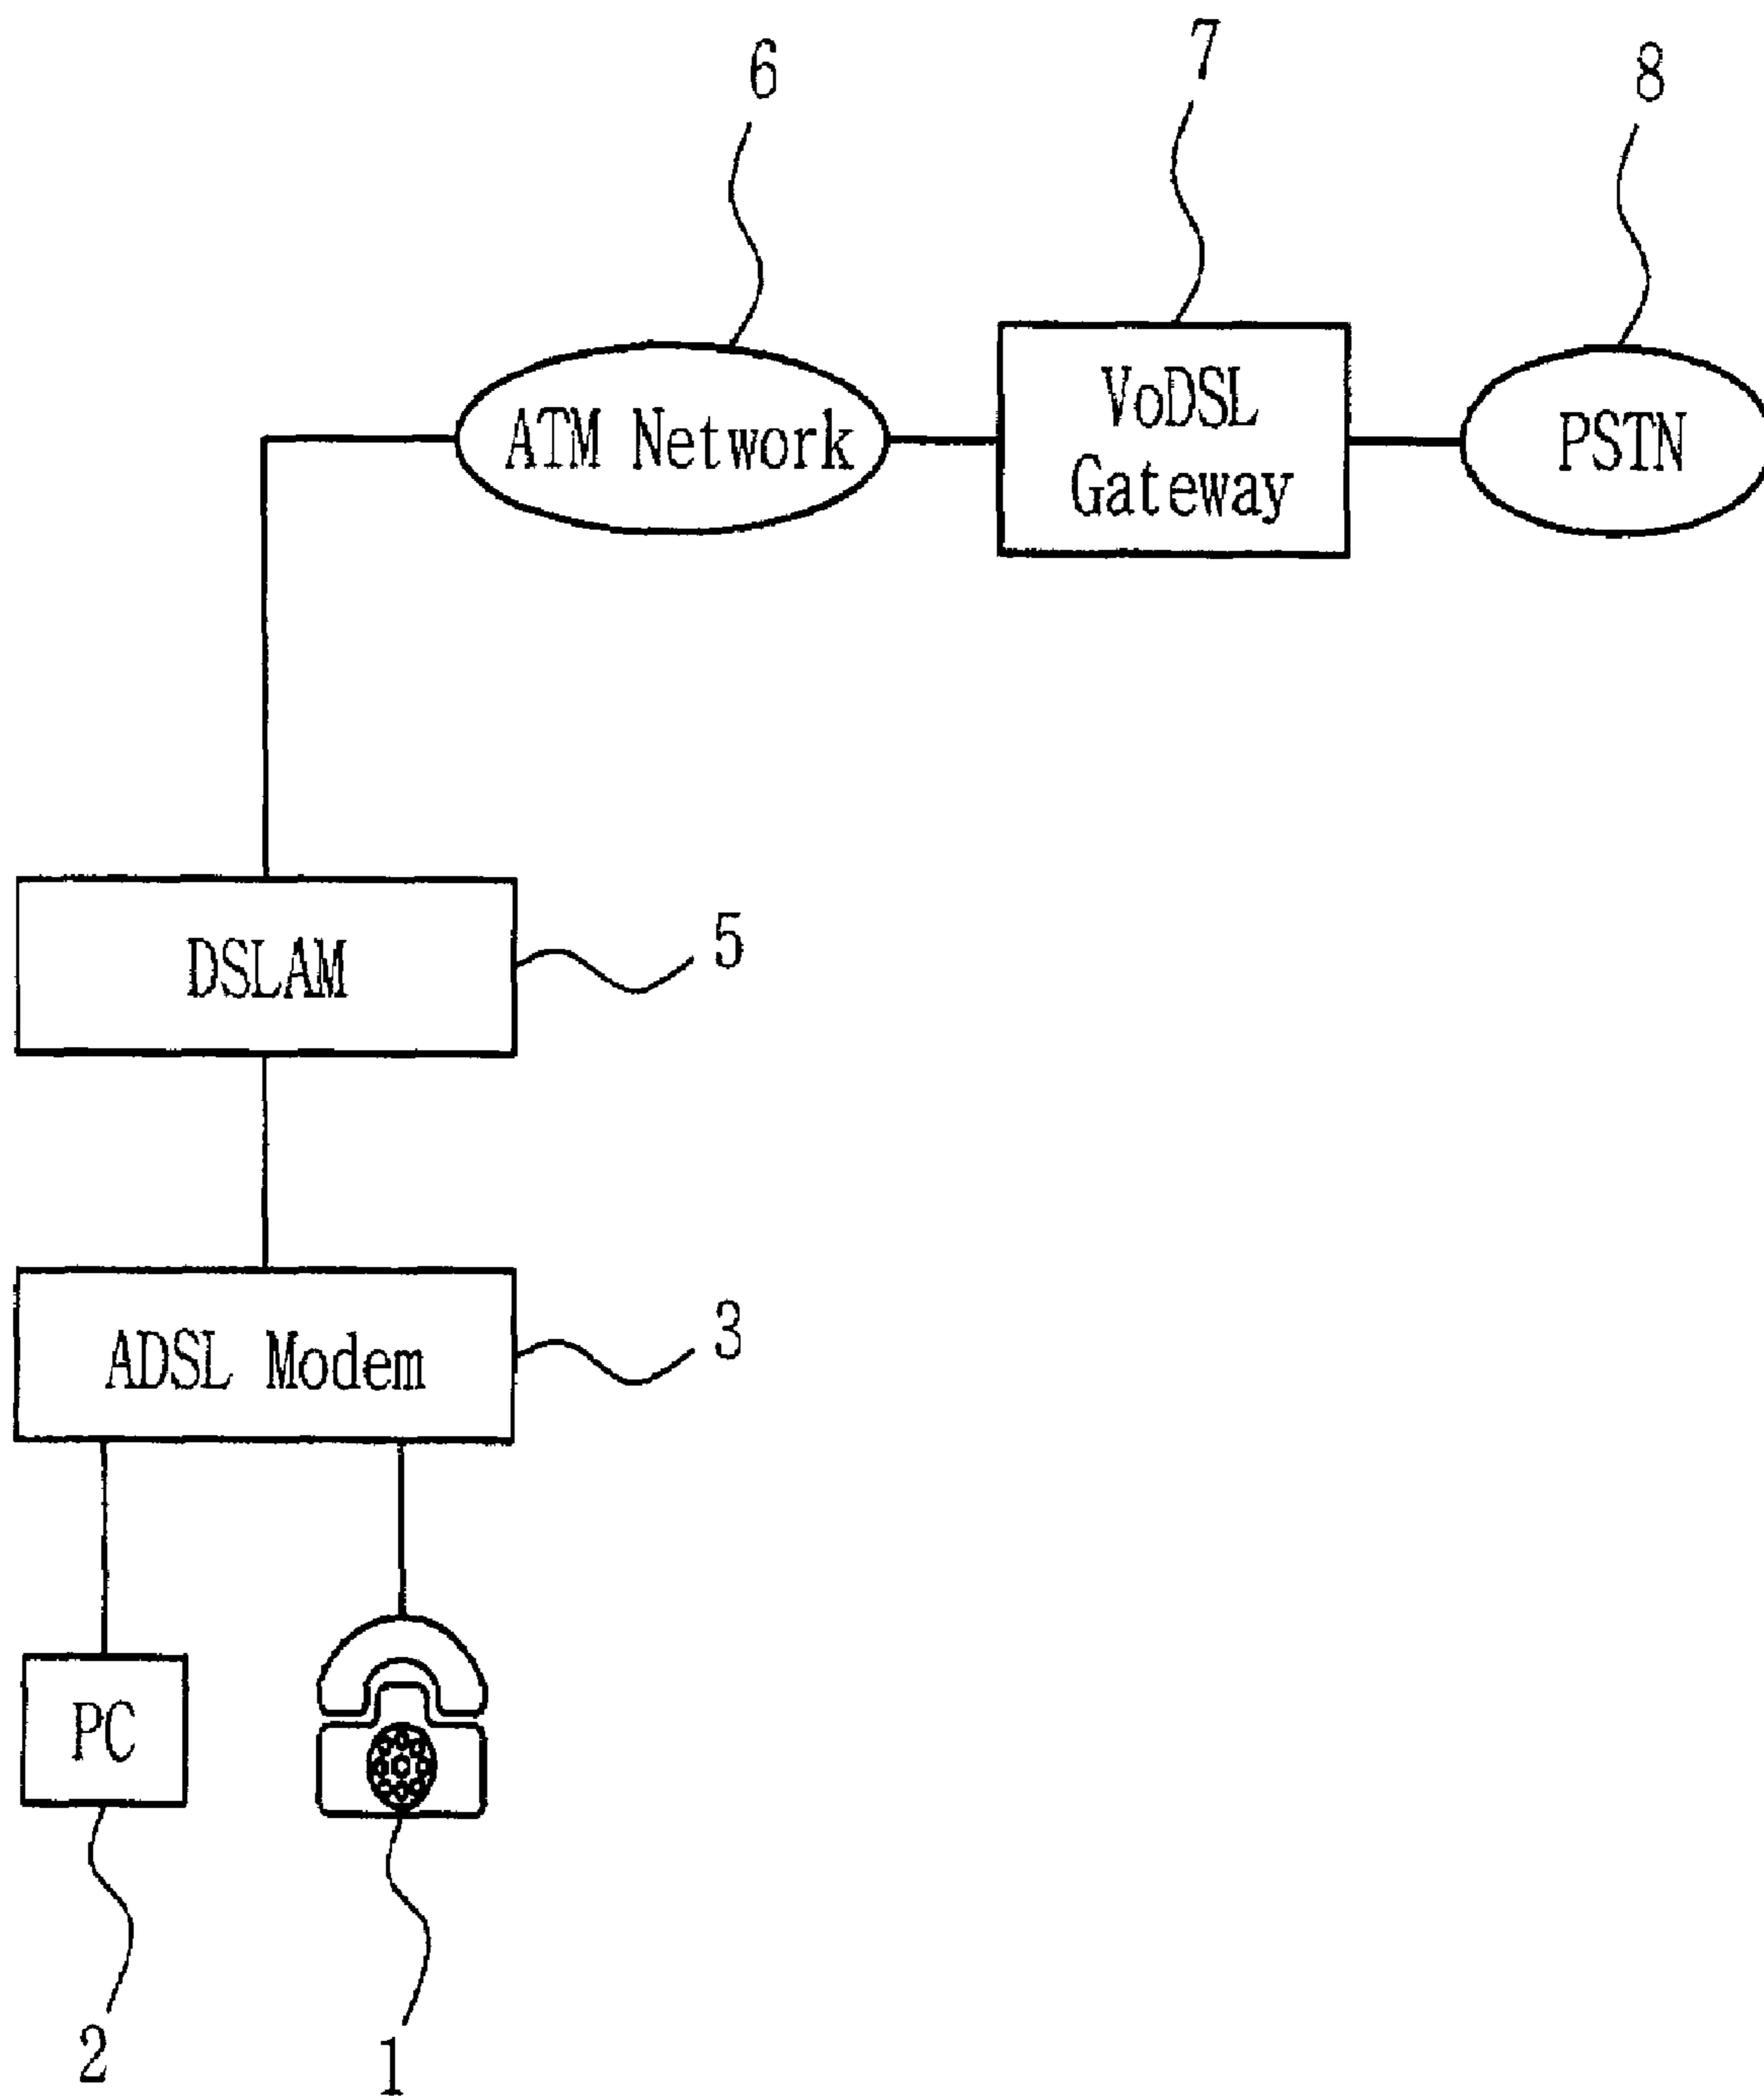 7
6
8
VoDSL
Gateway
ATM Network
PSTN
5
DSLAM
3
ADSL Modem
PC
2
1